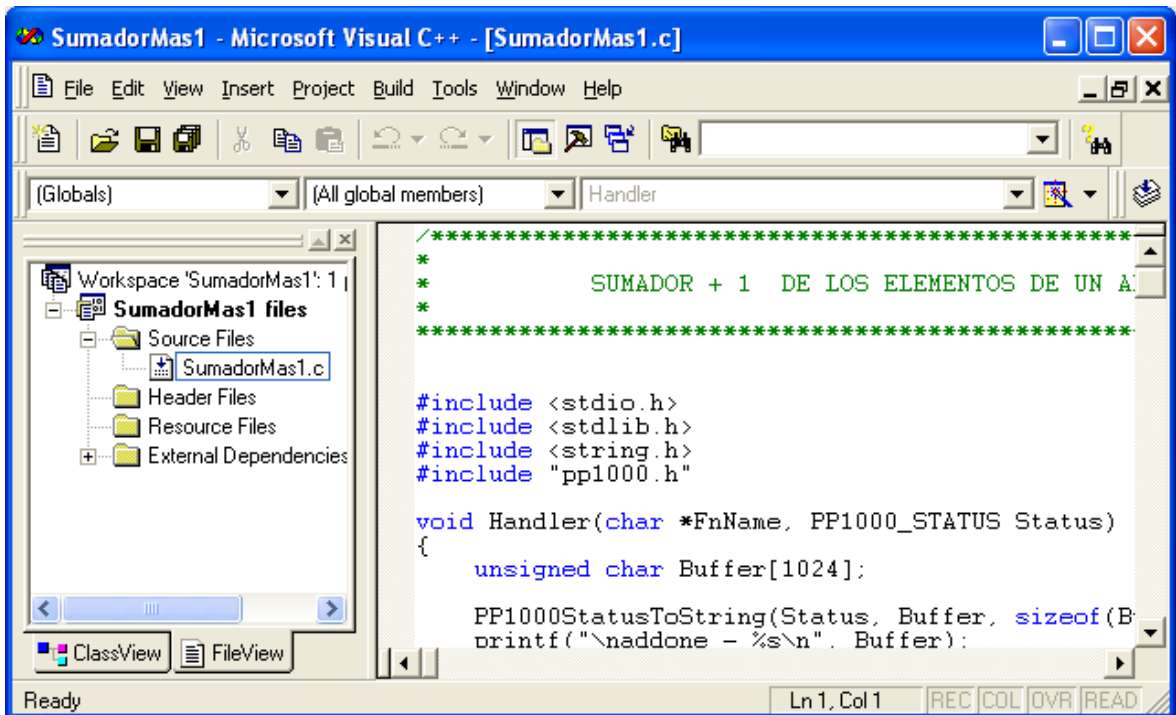 SumadorMas1 - Microsoft Visual C++ - [SumadorMas1.c]
File Edit View Insert Project Build Tools Window Help
(Globals) (All global members) Handler
Workspace 'SumadorMas1': 1
SumadorMas1 files
Source Files
SumadorMas1.c
Header Files
Resource Files
External Dependencies
ClassView FileView
/**************************************************
*
* SUMADOR + 1 DE LOS ELEMENTOS DE UN
*
**************************************************
#include <stdio.h>
#include <stdlib.h>
#include <string.h>
#include "pp1000.h"
void Handler(char *FnName, PP1000_STATUS Status)
{
unsigned char Buffer[1024];
PP1000StatusToString(Status, Buffer, sizeof(B
printf("\naddone - %s\n", Buffer);
Ready Ln 1, Col 1 REC COL OVR READ